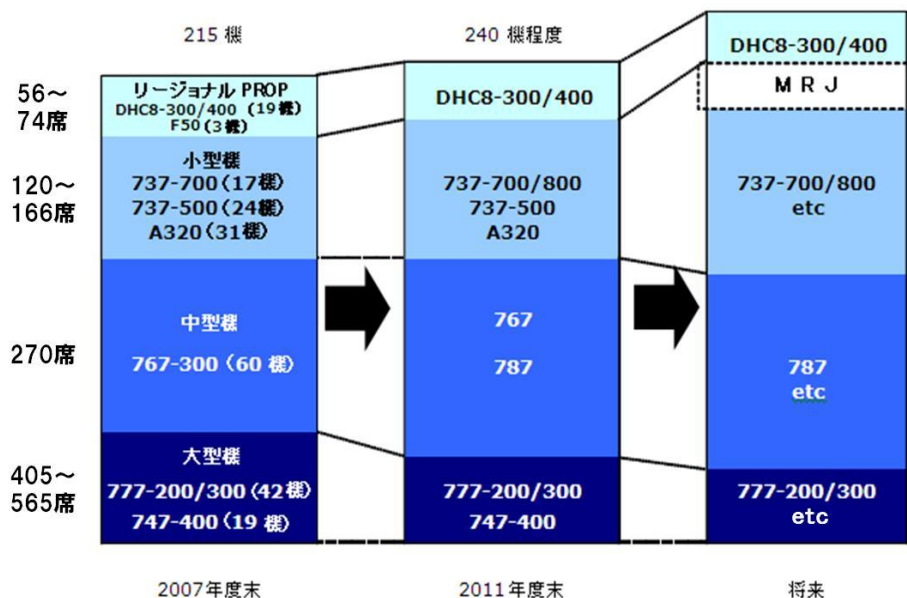 215 機
240 機程度
56～
74席
120～
166席
270席
405～
565席
リージョナル PROP
DHC8-300/400 (19機)
F50 (3機)
小型機
737-700 (17機)
737-500 (24機)
A320 (31機)
中型機
767-300 (60 機)
大型機
777-200/300 (42機)
747-400 (19 機)
2007年度末
DHC8-300/400
737-700/800
737-500
A320
767
787
777-200/300
747-400
2011年度末
DHC8-300/400
MRJ
737-700/800
etc
787
etc
777-200/300
etc
将来